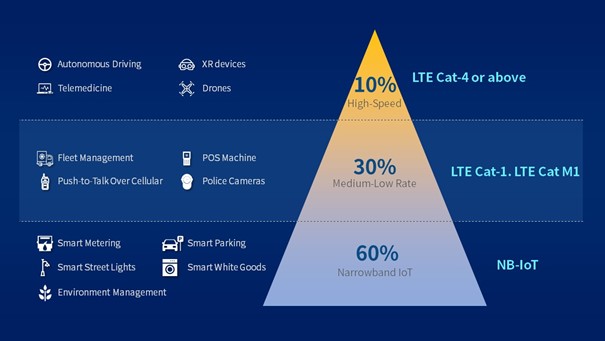 Autonomous Driving
XR devices
Telemedicine
Drones
10%
High-Speed
LTE Cat-4 or above
Fleet Management
POS Machine
Push-to-Talk Over Cellular
Police Cameras
30%
Medium-Low Rate
LTE Cat-1. LTE Cat M1
Smart Metering
Smart Parking
Smart Street Lights
Smart White Goods
Environment Management
60%
Narrowband IoT
NB-IoT